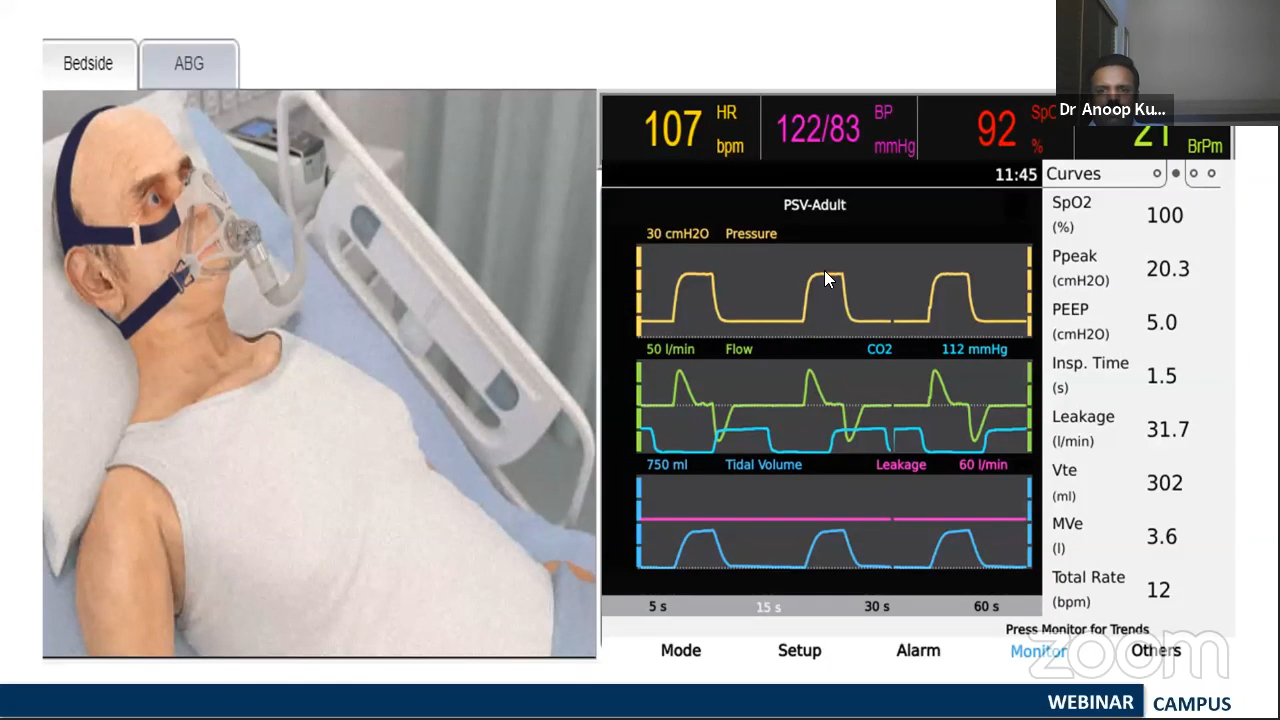 Bedside
ABG
Dr Anoop Ku...
107 HR bpm
122/83 BP mmHg
92 %
21 BrPm
11:45
Curves
PSV-Adult
30 cmH2O Pressure
50 l/min Flow CO2 112 mmHg
750 ml Tidal Volume Leakage 60 l/min
5 s 15 s 30 s 60 s
SpO2 (%) 100
Ppeak (cmH2O) 20.3
PEEP (cmH2O) 5.0
Insp. Time (s) 1.5
Leakage (l/min) 31.7
Vte (ml) 302
MVe (l) 3.6
Total Rate (bpm) 12
Press Monitor for Trends
Mode Setup Alarm Monitor Others
zoom
WEBINAR CAMPUS